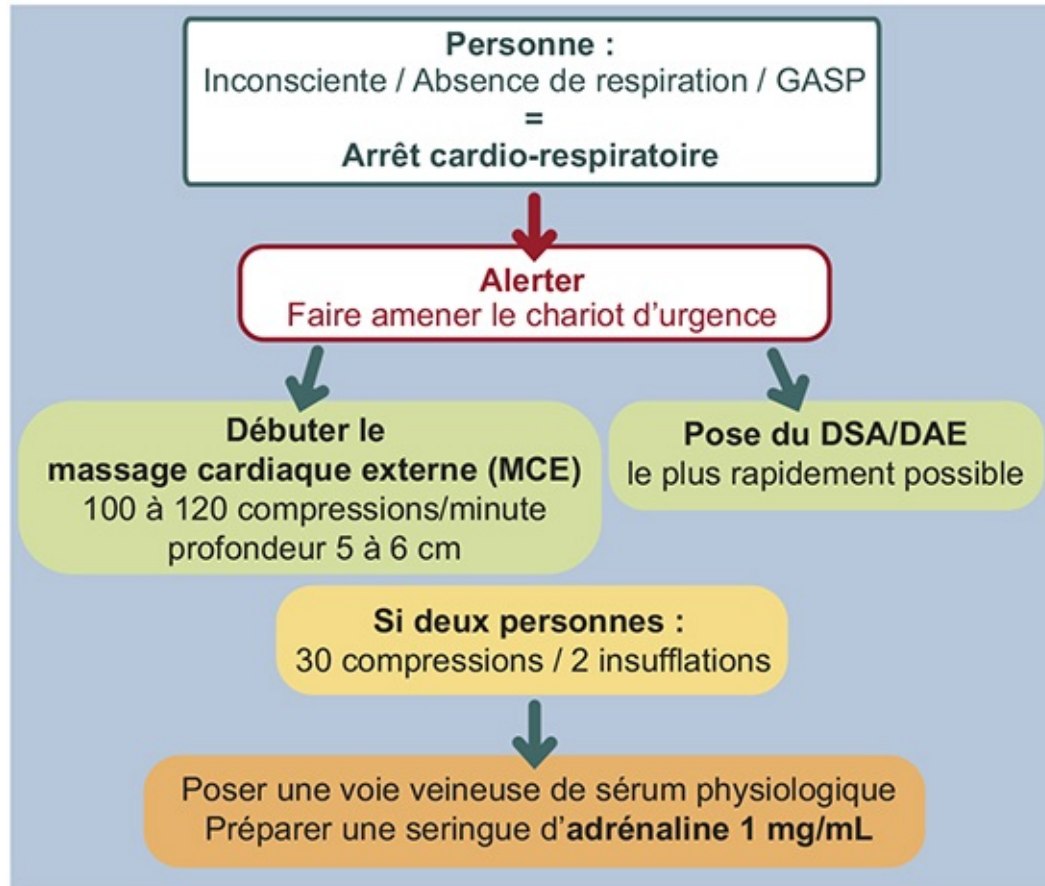 Personne :
Inconsciente / Absence de respiration / GASP
=
Arrêt cardio-respiratoire
Alerter
Faire amener le chariot d’urgence
Débuter le
massage cardiaque externe (MCE)
100 à 120 compressions/minute
profondeur 5 à 6 cm
Pose du DSA/DAE
le plus rapidement possible
Si deux personnes :
30 compressions / 2 insufflations
Poser une voie veineuse de sérum physiologique
Préparer une seringue d’adrénaline 1 mg/mL